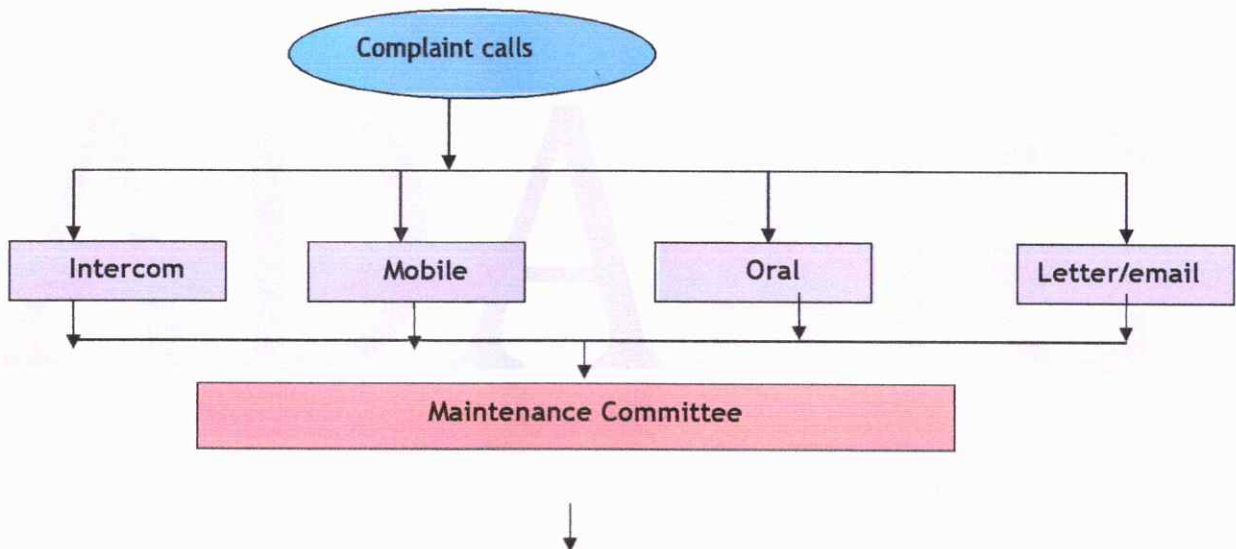 Complaint calls
Intercom
Mobile
Oral
Letter/email
Maintenance Committee